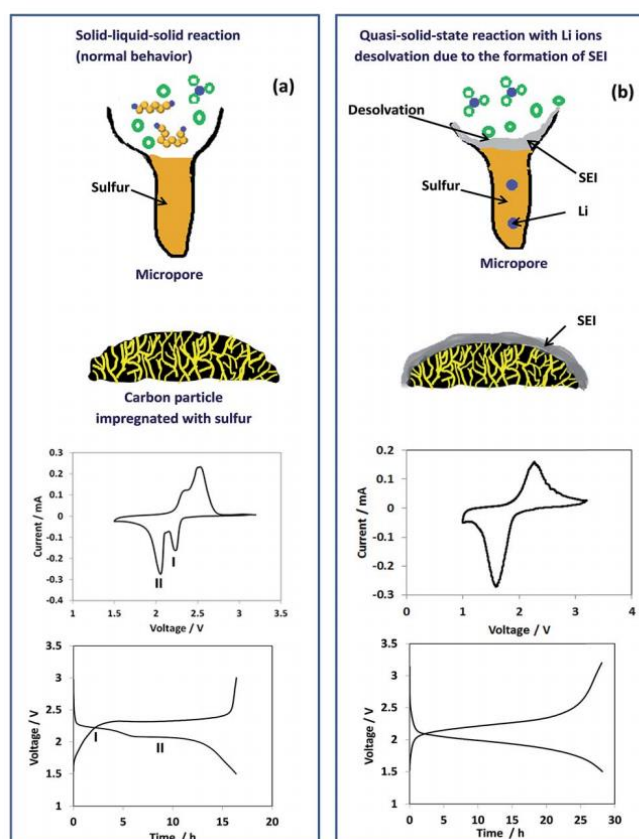 Solid-liquid-solid reaction
(normal behavior)
(a)
Sulfur
Micropore
Carbon particle
impregnated with sulfur
0.3
0.2
0.1
0
-0.1
-0.2
-0.3
-0.4
Current / mA
I
II
1
1.5
2
2.5
3
3.5
Voltage / V
3.5
3
2.5
2
1.5
1
Voltage / V
I
II
0
5
10
15
20
Time / h
Quasi-solid-state reaction with Li ions
desolvation due to the formation of SEI
(b)
Desolvation
SEI
Sulfur
Li
Micropore
SEI
0.2
0.1
0
-0.1
-0.2
-0.3
Current / mA
0
1
2
3
4
Voltage / V
3.5
3
2.5
2
1.5
1
Voltage / V
0
5
10
15
20
25
30
Time / h